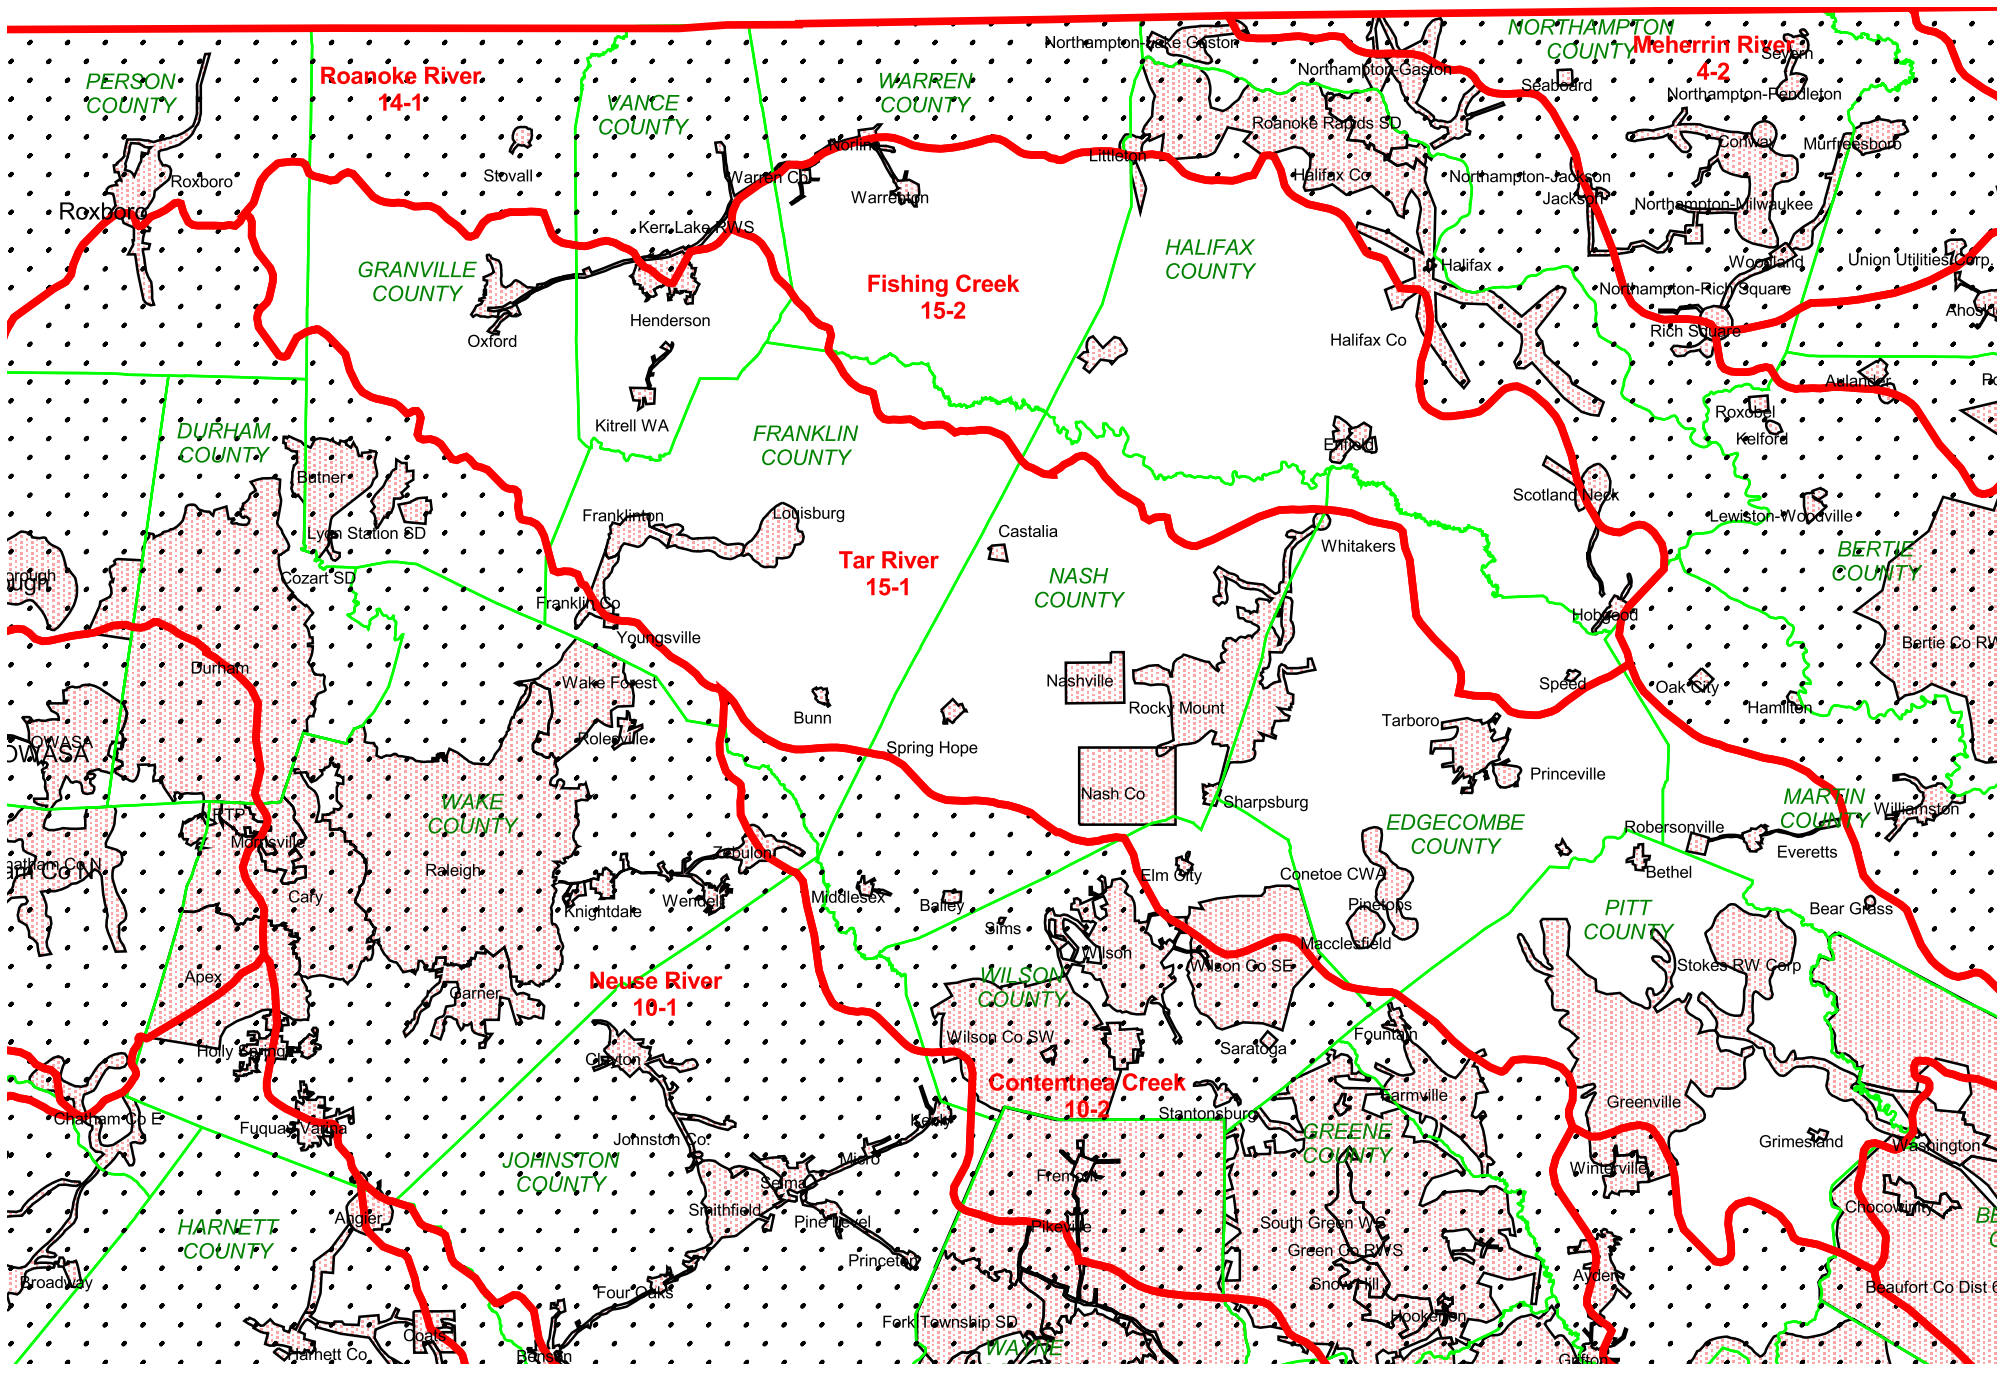 NORTHAMPTON
COUNTY
Northampton-Lake Gaston
Meherrin River
4-2
Severn
PERSON
COUNTY
Roanoke River
14-1
VANCE
COUNTY
WARREN
COUNTY
Northampton-Gaston
Seaboard
Northampton-Pendleton
Roanoke Rapids SD
Conway
Murfreesboro
Norlina
Littleton
Roxboro
Roxboro
Stovall
Warren Co
Warrenton
Halifax Co
Northampton-Jackson
Jackson
Northampton-Milwaukee
Kerr Lake RWS
HALIFAX
COUNTY
Halifax
Woodland
Union Utilities Corp.
GRANVILLE
COUNTY
Fishing Creek
15-2
Northampton-Rich Square
Henderson
Oxford
Halifax Co
Rich Square
Aulander
Kitrell WA
Roxobel
Kelford
DURHAM
COUNTY
FRANKLIN
COUNTY
Enfield
Butner
Scotland Neck
Lewiston-Woodville
Franklinton
Louisburg
Castalia
Lyon Station SD
Whitakers
BERTIE
COUNTY
Tar River
15-1
NASH
COUNTY
Cozart SD
Franklin Co
Youngsville
Hobgood
Durham
Wake Forest
Nashville
Speed
Oak City
Hamilton
Rocky Mount
Tarboro
Bunn
Rolesville
Spring Hope
OWASA
OWASA
Princeville
Nash Co
Sharpsburg
WAKE
COUNTY
EDGECOMBE
COUNTY
MARTIN
COUNTY
Williamston
Robersonville
Everetts
RTP
Morrisville
Zebulon
Raleigh
Cary
Knightdale
Wendell
Middlesex
Bailey
Elm City
Conetoe CWA
Bethel
Pinetops
Bear Grass
PITT
COUNTY
Sims
Wilson
Macclesfield
Wilson Co SE
Stokes RW Corp
Apex
Garner
Neuse River
10-1
WILSON
COUNTY
Wilson Co SW
Saratoga
Fountain
Holly Springs
Clayton
Contentnea Creek
10-2
Farmville
Greenville
Stantonsburg
Chatham Co E
Fuquay Varina
Kenly
GREENE
COUNTY
Grimesland
Washington
Johnston Co.
Micro
JOHNSTON
COUNTY
Selma
Fremont
Winterville
Smithfield
Pine Level
Angier
Pikeville
South Green WC
Chocowinity
HARNETT
COUNTY
Princeton
Green Co RWS
Snow Hill
Ayden
Broadway
Four Oaks
Hookerton
Fork Township SD
Harnett Co
Coats
Benson
WAYNE
Grifton